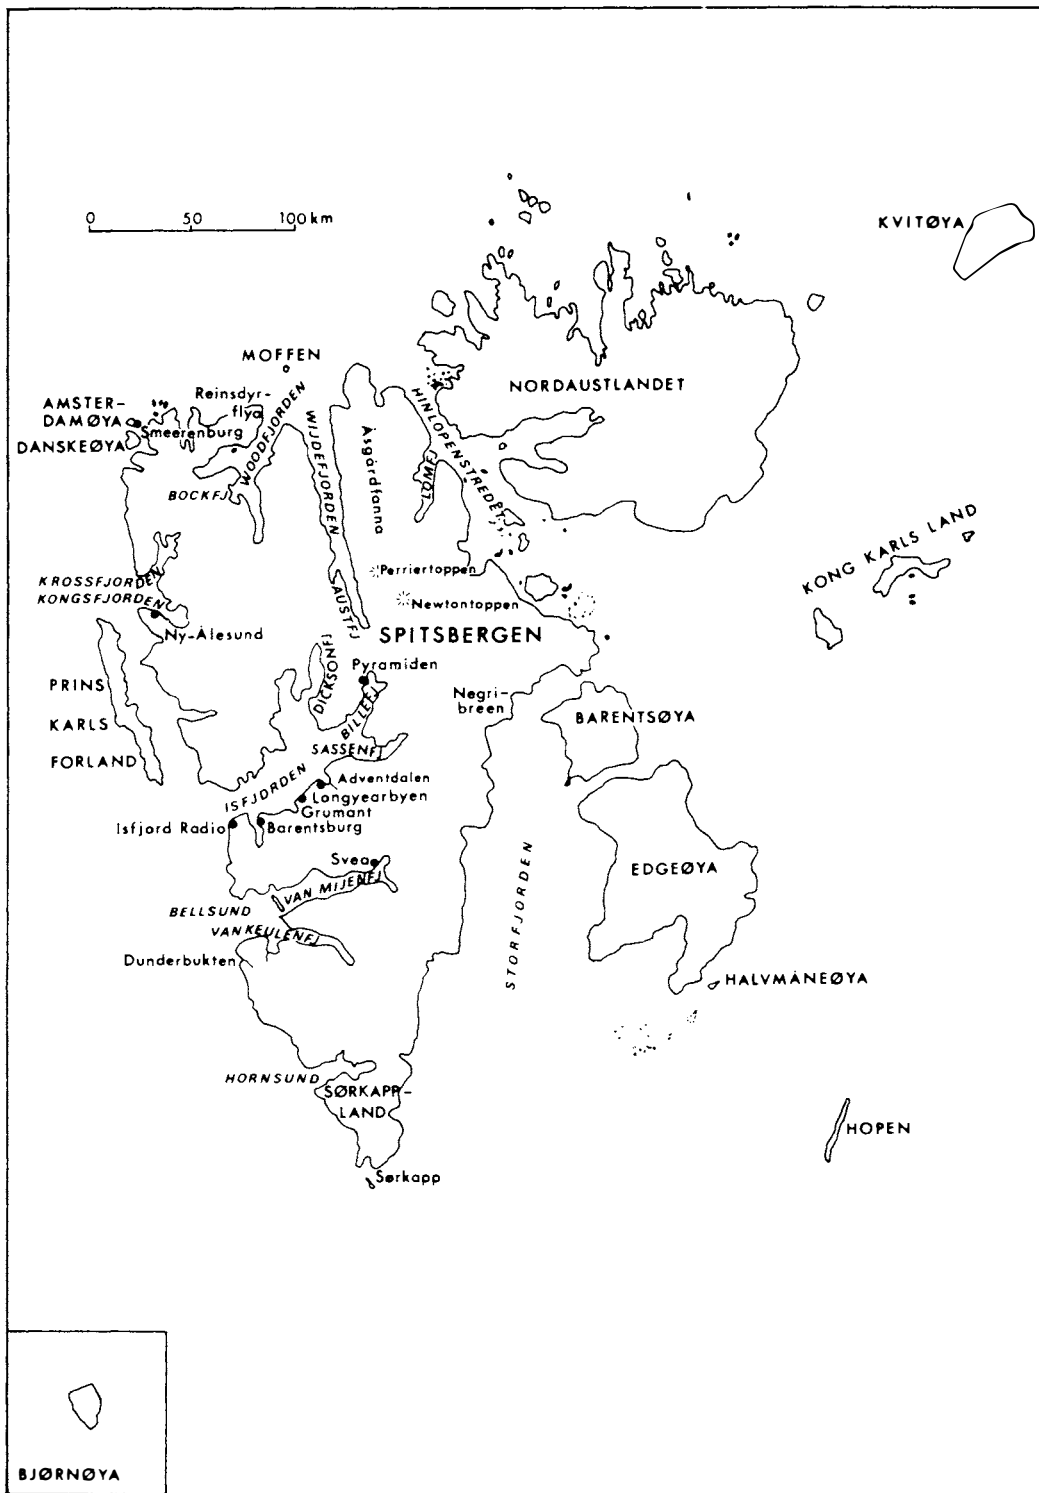 KVITØYA
0 50 100 km
MOFFEN
NORDAUSTLANDET
Reinsdyr-
flya
AMSTER-
DAMØYA
Smeerenburg
DANSKEØYA
WOODFJORDEN
WIJDEFJORDEN
Åsgårdfonna
HINLOPENSTREDET
LOMFJ
BOCKFJ
KONG KARLS LAND
KROSSFJORDEN
KONGSFJORDEN
Perriertoppen
Newtontoppen
AUSTFJ
Ny-Ålesund
SPITSBERGEN
DICKSONFJ
Pyramiden
PRINS
KARLS
FORLAND
Negri-
breen
BARENTSØYA
BILLEFJ
SASSENFJ
ISFJORDEN
Adventdalen
Longyearbyen
Grumant
Isfjord Radio
Barentsburg
Svea
EDGEØYA
VAN MIJENFJ
STORFJORDEN
BELLSUND
VAN KEULENFJ
Dunderbukten
HALVMÅNEØYA
HORNSUND
SØRKAPP-
LAND
HOPEN
Sørkapp
BJØRNØYA